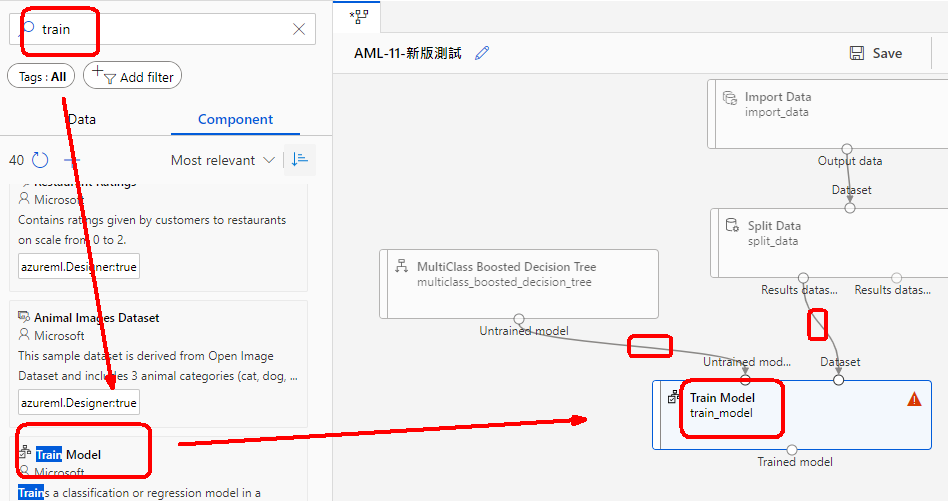 train
Tags : All
Add filter
Data
Component
40
Most relevant
Restaurant Ratings
Microsoft
Contains ratings given by customers to restaurants
on scale from 0 to 2.
azureml.Designer:true
Animal Images Dataset
Microsoft
This sample dataset is derived from Open Image
Dataset and includes 3 animal categories (cat, dog, ...
azureml.Designer:true
Train Model
Microsoft
Trains a classification or regression model in a
AML-11-新版測試
Save
Import Data
import_data
Output data
Dataset
Split Data
split_data
Results datas...
Results datas...
MultiClass Boosted Decision Tree
multiclass_boosted_decision_tree
Untrained model
Untrained mod...
Dataset
Train Model
train_model
Trained model